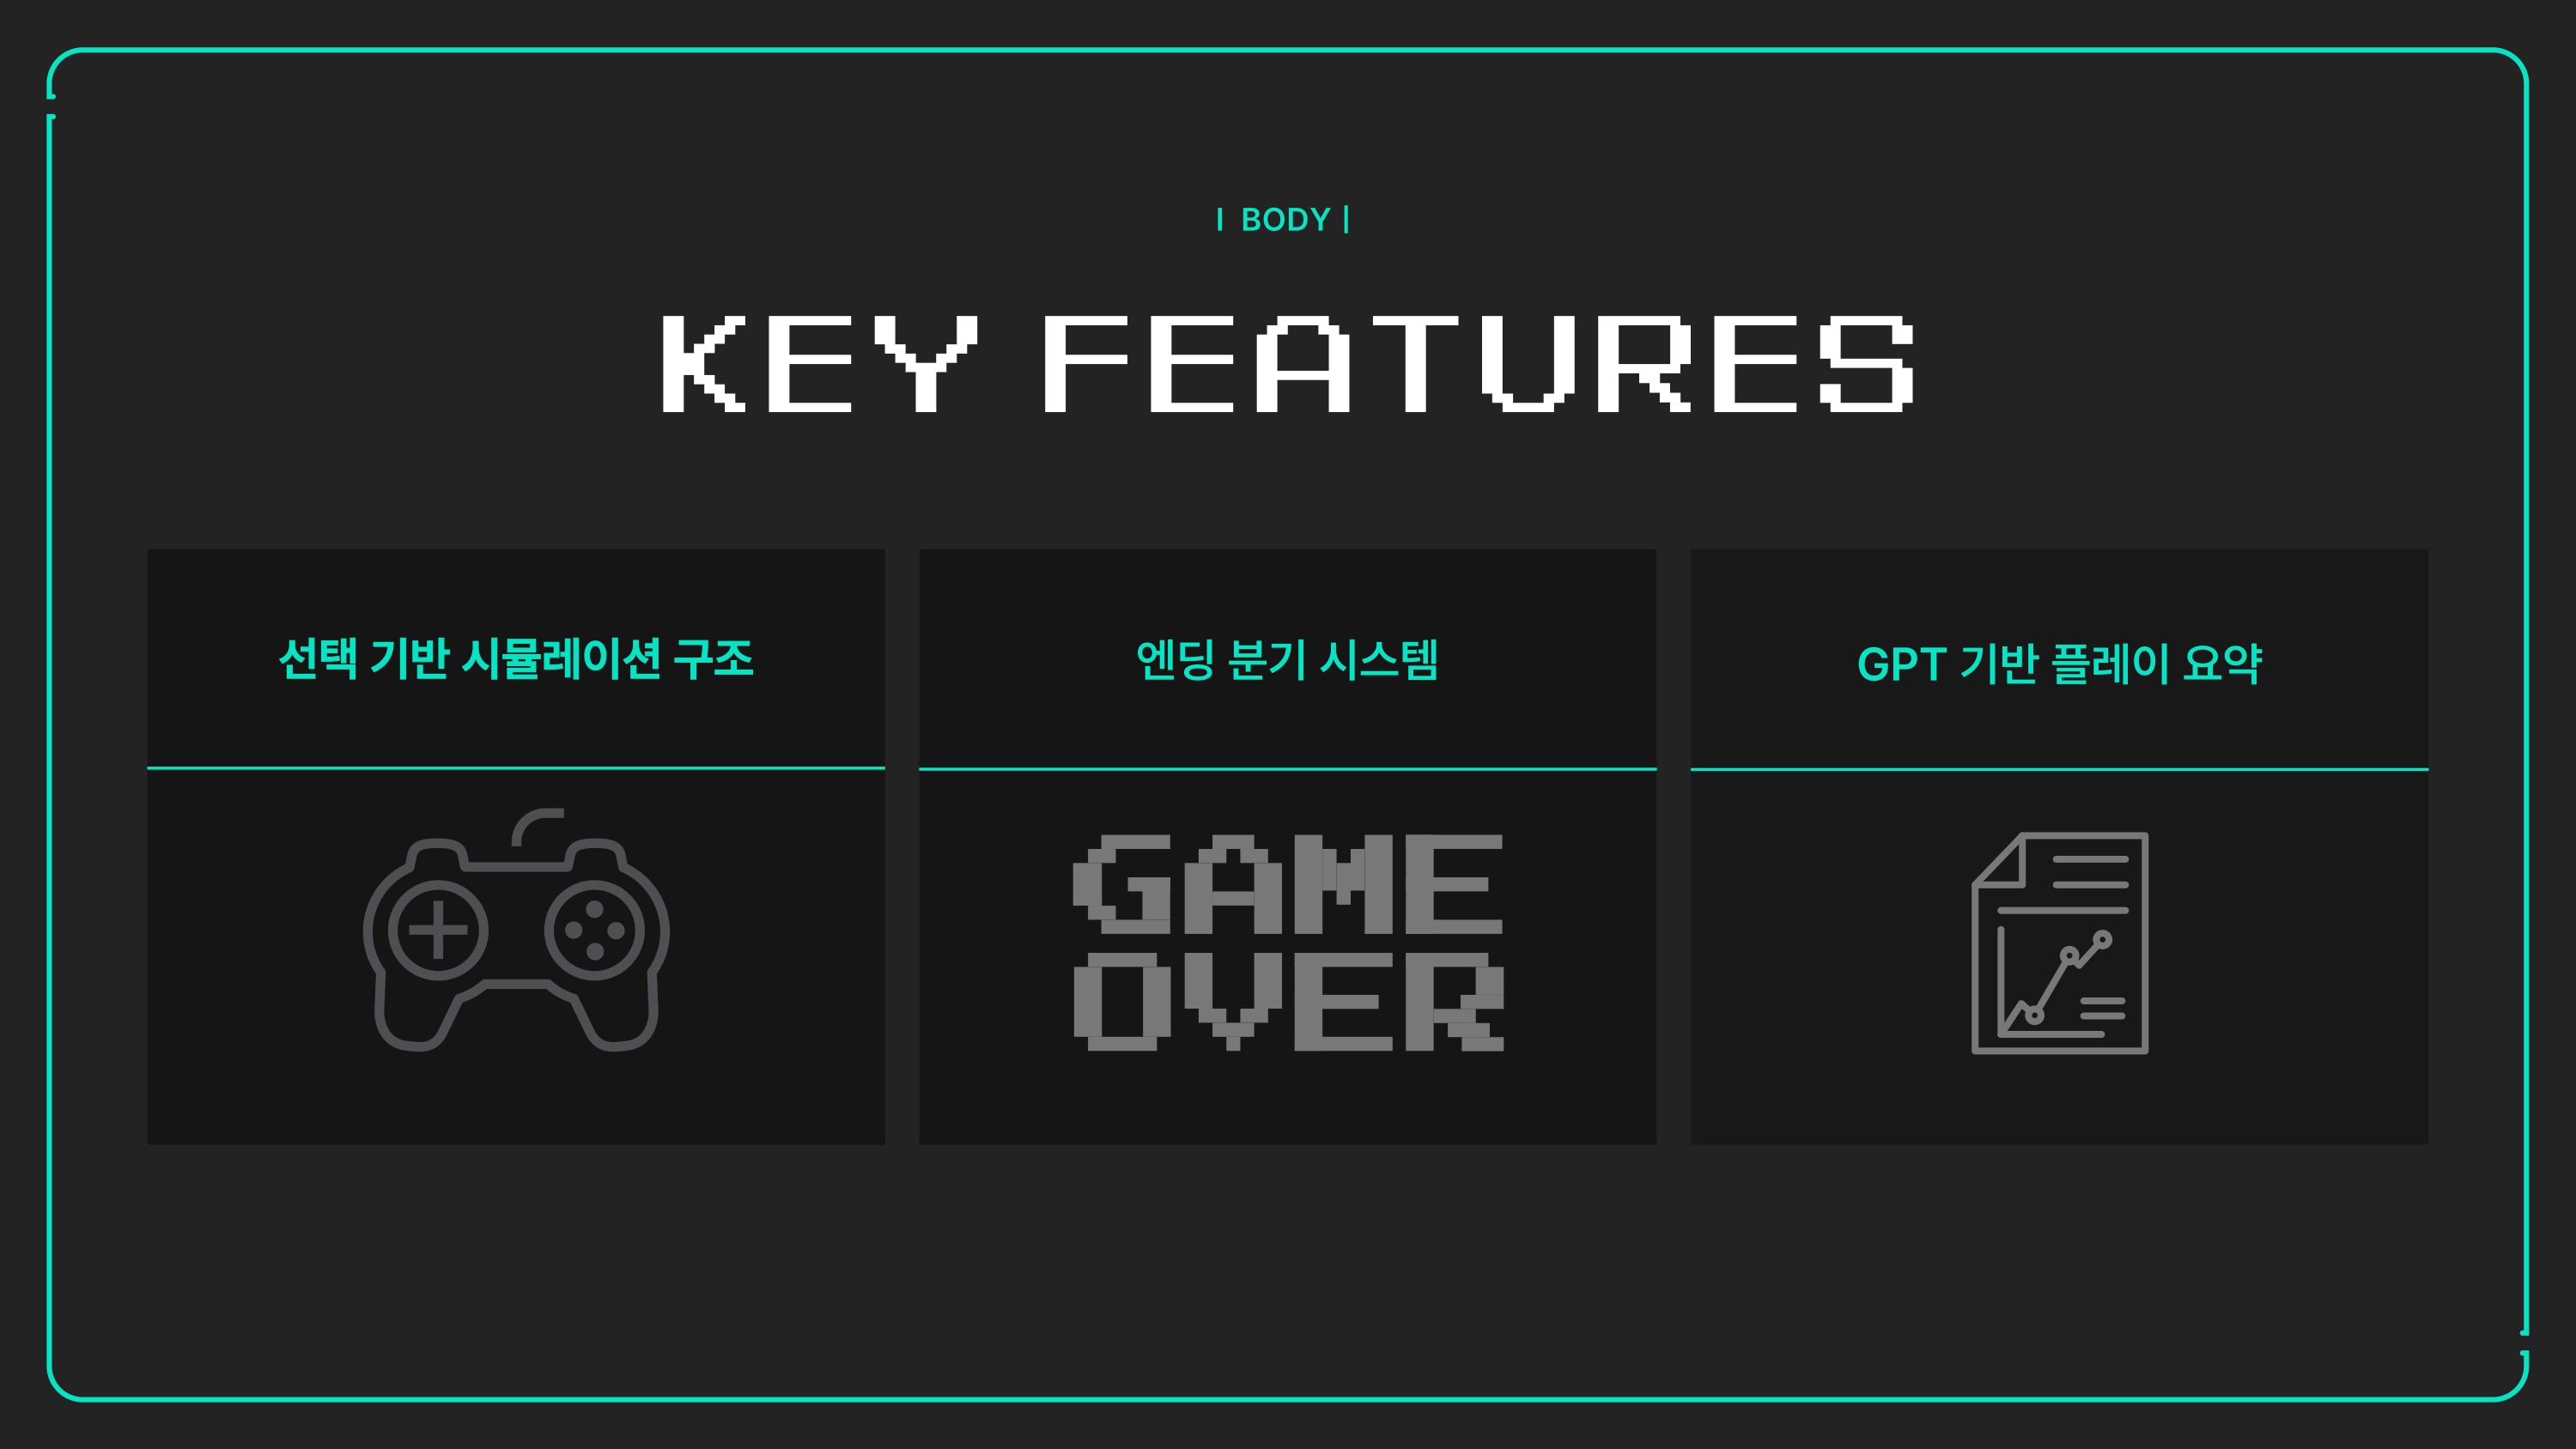 | BODY |
KEY FEATURES
선택 기반 시뮬레이션 구조
엔딩 분기 시스템
GPT 기반 플레이 요약
GAME
OVER